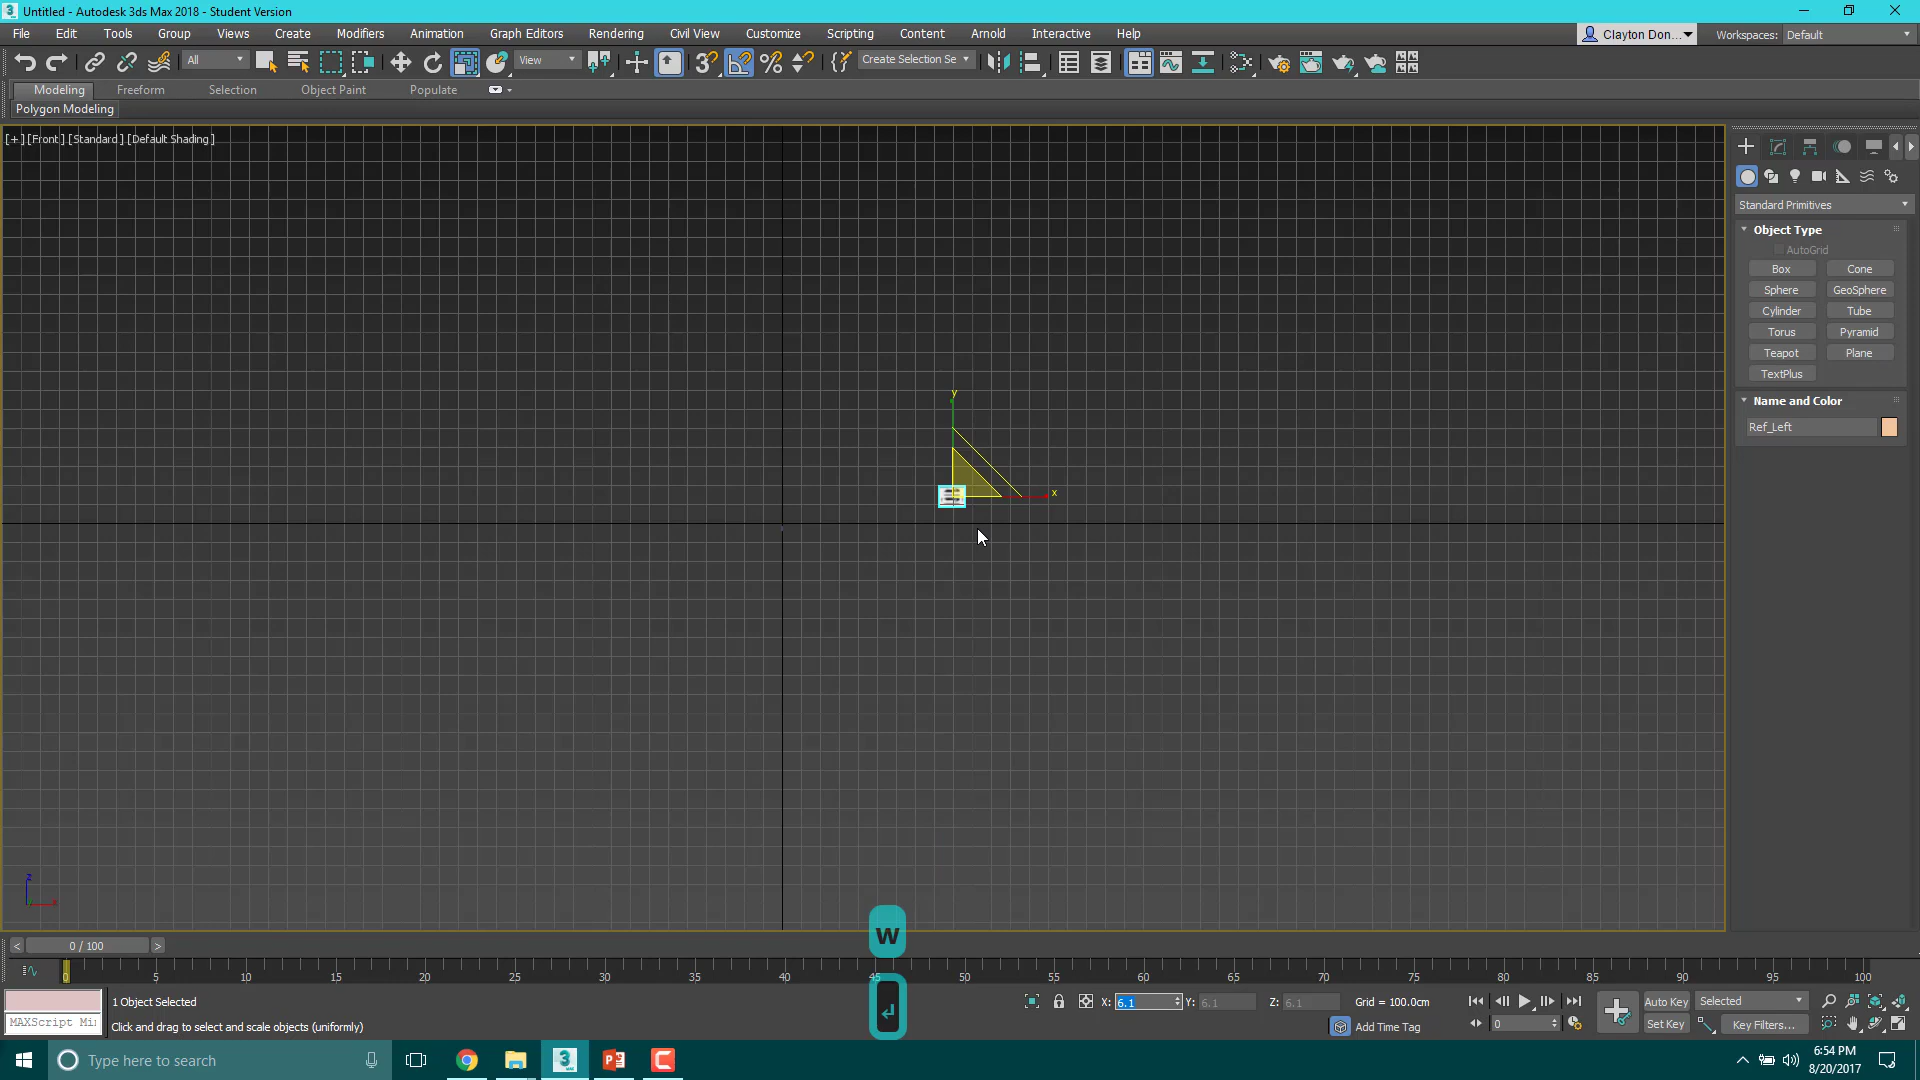 Untitled - Autodesk 3ds Max 2018 - Student Version
File Edit Tools Group Views Create Modifiers Animation Graph Editors Rendering Civil View Customize Scripting Content Arnold Interactive Help
Clayton Don... Workspaces: Default
All View Create Selection Se
Modeling Freeform Selection Object Paint Populate
Polygon Modeling
[+] [Front] [Standard] [Default Shading]
Standard Primitives
Object Type
AutoGrid
Box Cone
Sphere GeoSphere
Cylinder Tube
Torus Pyramid
Teapot Plane
TextPlus
Name and Color
Ref_Left
y
x
z
x
W
< 0 / 100 >
0 5 10 15 20 25 30 35 40 45 50 55 60 65 70 75 80 85 90 95 100
1 Object Selected
X: 6.1 Y: 6.1 Z: 6.1 Grid = 100.0cm
Auto Key Selected
MAXScript Mi
Click and drag to select and scale objects (uniformly)
Add Time Tag
0
Set Key Key Filters...
Type here to search
6:54 PM
8/20/2017